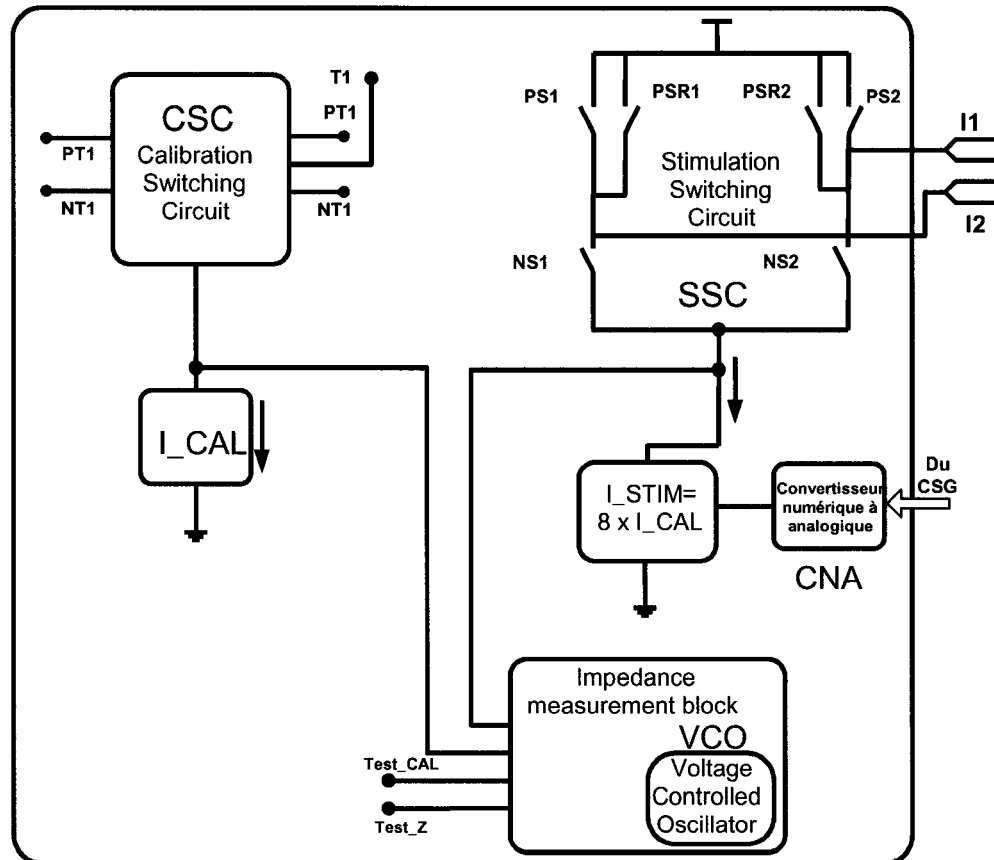 T1
CSC
Calibration
Switching
Circuit
PT1
PT1
NT1
NT1
PS1
PSR1
PSR2
PS2
I1
I2
Stimulation
Switching
Circuit
NS1
NS2
SSC
I_CAL
I_STIM=
8 x I_CAL
Convertisseur
numérique à
analogique
CNA
Du
CSG
Impedance
measurement block
VCO
Voltage
Controlled
Oscillator
Test_CAL
Test_Z